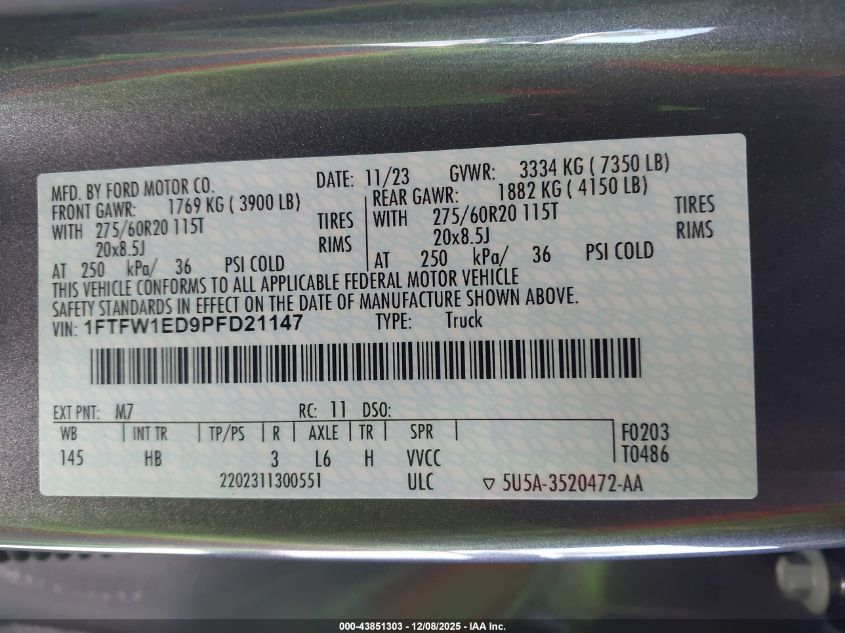 MFD. BY FORD MOTOR CO. DATE: 11/23 GVWR: 3334 KG ( 7350 LB)
FRONT GAWR: 1769 KG ( 3900 LB) REAR GAWR: 1882 KG ( 4150 LB)
WITH 275/60R20 115T TIRES WITH 275/60R20 115T TIRES
20x8.5J RIMS 20x8.5J RIMS
AT 250 kPa/ 36 PSI COLD AT 250 kPa/ 36 PSI COLD
THIS VEHICLE CONFORMS TO ALL APPLICABLE FEDERAL MOTOR VEHICLE
SAFETY STANDARDS IN EFFECT ON THE DATE OF MANUFACTURE SHOWN ABOVE.
VIN: 1FTFW1ED9PFD21147 TYPE: Truck
EXT PNT: M7 RC: 11 DSO:
WB INT TR TP/PS R AXLE TR SPR F0203
145 HB 3 L6 H VVCC T0486
2202311300551 ULC ▽ 5U5A-3520472-AA
000-43851303 - 12/08/2025 - IAA Inc.